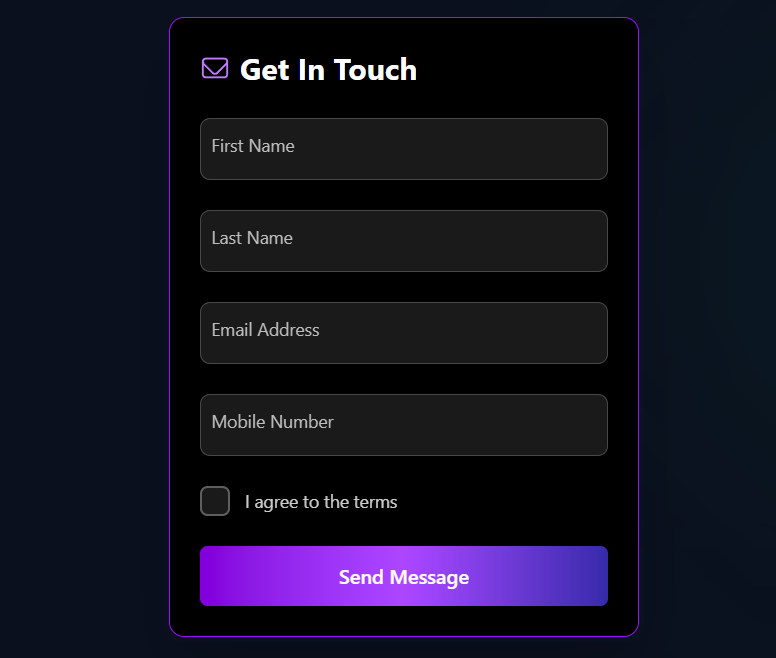 Get In Touch
First Name
Last Name
Email Address
Mobile Number
I agree to the terms
Send Message